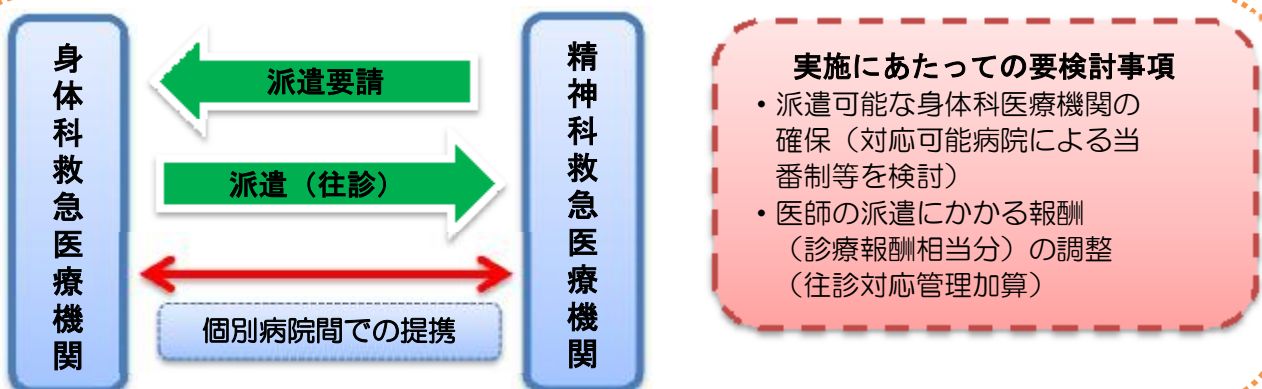 身体科救急医療機関
派遣要請
派遣（往診）
個別病院間での提携
精神科救急医療機関
実施にあたっての要検討事項
・派遣可能な身体科医療機関の
確保（対応可能病院による当
番制等を検討）
・医師の派遣にかかる報酬
（診療報酬相当分）の調整
（往診対応管理加算）